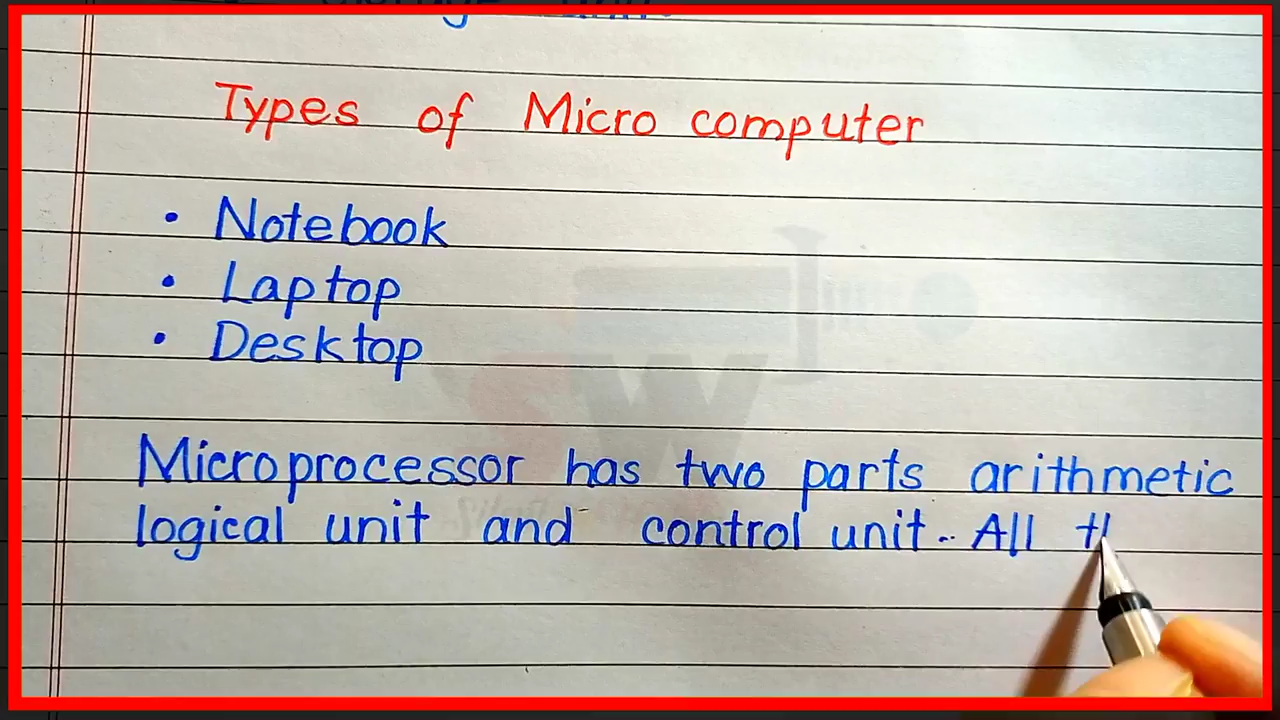 Types of Micro computer
• Notebook
• Laptop
• Desktop
Microprocessor has two parts arithmetic
logical unit and control unit. All